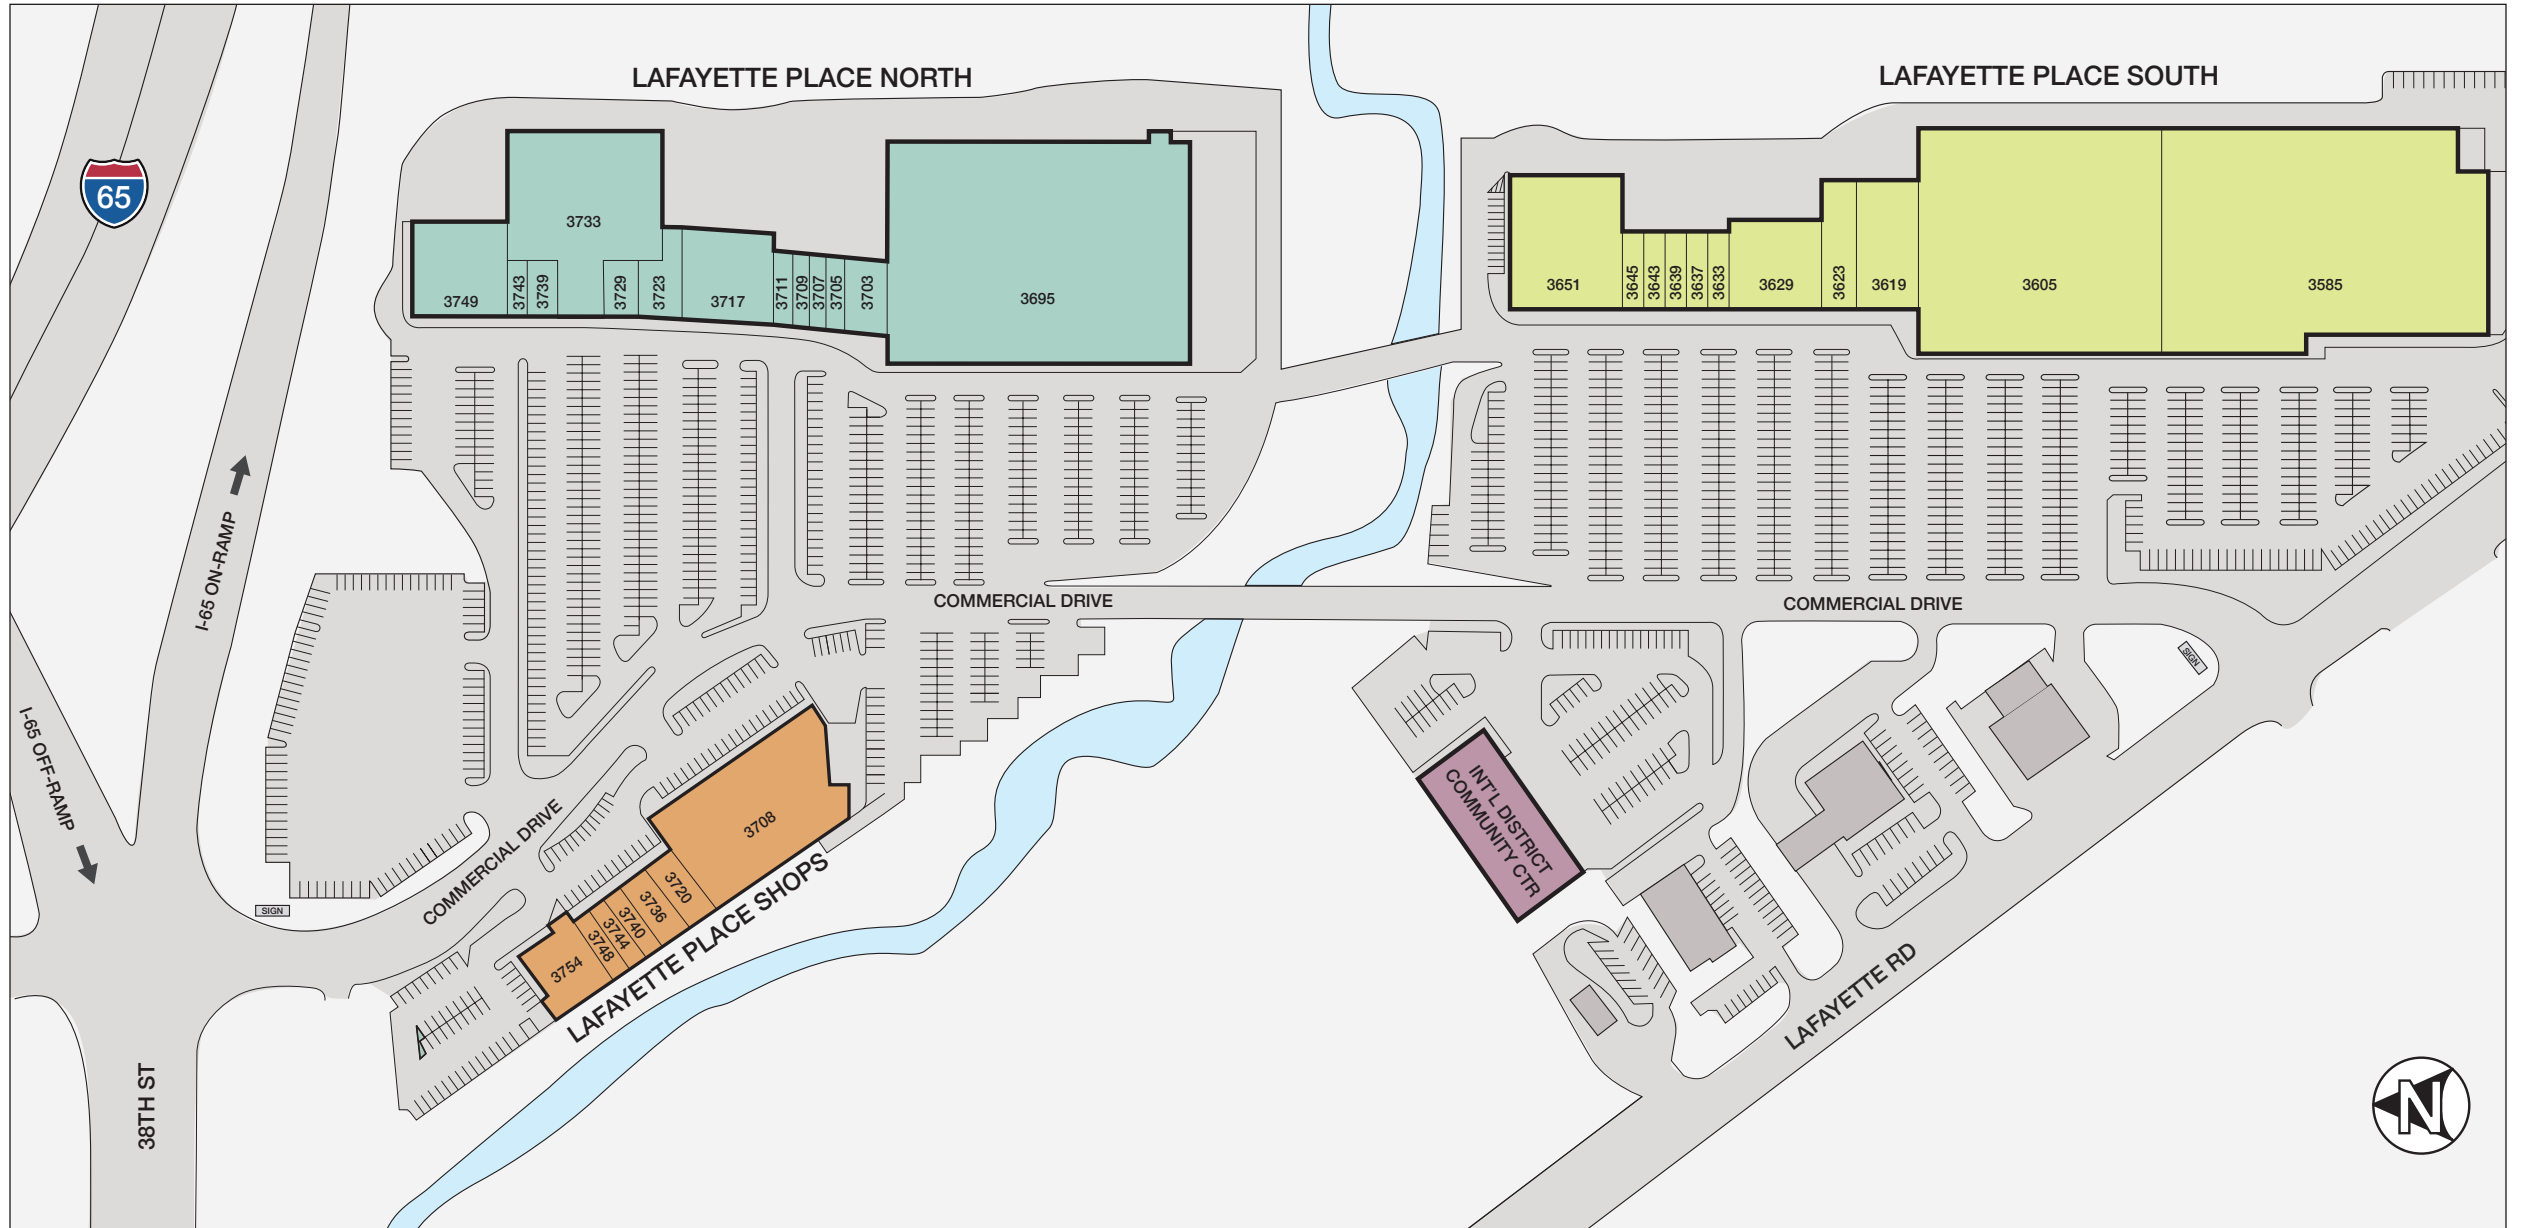 LAFAYETTE PLACE NORTH
LAFAYETTE PLACE SOUTH
65
3733
3749
3743
3739
3729
3723
3717
3711
3709
3707
3705
3703
3695
3651
3645
3643
3639
3637
3633
3629
3623
3619
3605
3585
I-65 ON-RAMP
COMMERCIAL DRIVE
COMMERCIAL DRIVE
SIGN
I-65 OFF-RAMP
COMMERCIAL DRIVE
SIGN
3708
3720
3736
3740
3744
3748
3754
LAFAYETTE PLACE SHOPS
INT'L DISTRICT
COMMUNITY CTR
LAFAYETTE RD
38TH ST
N